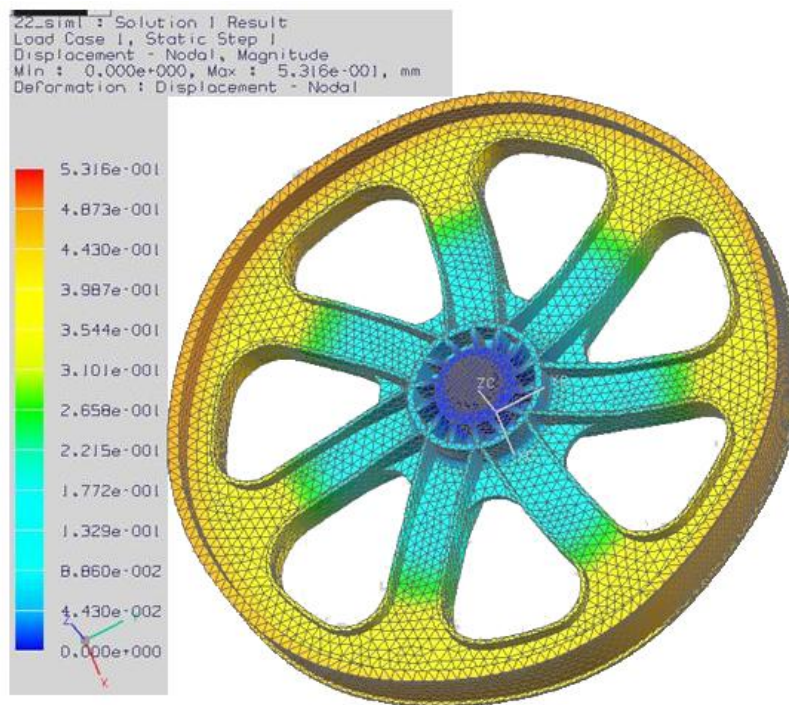 22_sim1 : Solution 1 Result
Load Case 1, Static Step 1
Displacement - Nodal, Magnitude
Min : 0.000e+000, Max : 5.316e-001, mm
Deformation : Displacement - Nodal
5.316e-001
4.873e-001
4.430e-001
3.987e-001
3.544e-001
3.101e-001
2.658e-001
2.215e-001
1.772e-001
1.329e-001
8.860e-002
4.430e-002
0.000e+000
ZC
Z
X